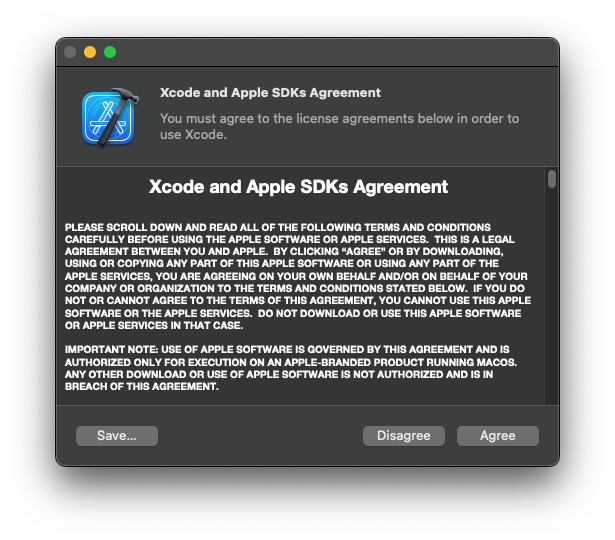 Xcode and Apple SDKs Agreement
You must agree to the license agreements below in order to
use Xcode.
Xcode and Apple SDKs Agreement
PLEASE SCROLL DOWN AND READ ALL OF THE FOLLOWING TERMS AND CONDITIONS
CAREFULLY BEFORE USING THE APPLE SOFTWARE OR APPLE SERVICES.  THIS IS A LEGAL
AGREEMENT BETWEEN YOU AND APPLE.  BY CLICKING “AGREE” OR BY DOWNLOADING,
USING OR COPYING ANY PART OF THIS APPLE SOFTWARE OR USING ANY PART OF THE
APPLE SERVICES, YOU ARE AGREEING ON YOUR OWN BEHALF AND/OR ON BEHALF OF YOUR
COMPANY OR ORGANIZATION TO THE TERMS AND CONDITIONS STATED BELOW.  IF YOU DO
NOT OR CANNOT AGREE TO THE TERMS OF THIS AGREEMENT, YOU CANNOT USE THIS APPLE
SOFTWARE OR THE APPLE SERVICES.  DO NOT DOWNLOAD OR USE THIS APPLE SOFTWARE
OR APPLE SERVICES IN THAT CASE.
IMPORTANT NOTE: USE OF APPLE SOFTWARE IS GOVERNED BY THIS AGREEMENT AND IS
AUTHORIZED ONLY FOR EXECUTION ON AN APPLE-BRANDED PRODUCT RUNNING MACOS.
ANY OTHER DOWNLOAD OR USE OF APPLE SOFTWARE IS NOT AUTHORIZED AND IS IN
BREACH OF THIS AGREEMENT.
Save... Disagree Agree